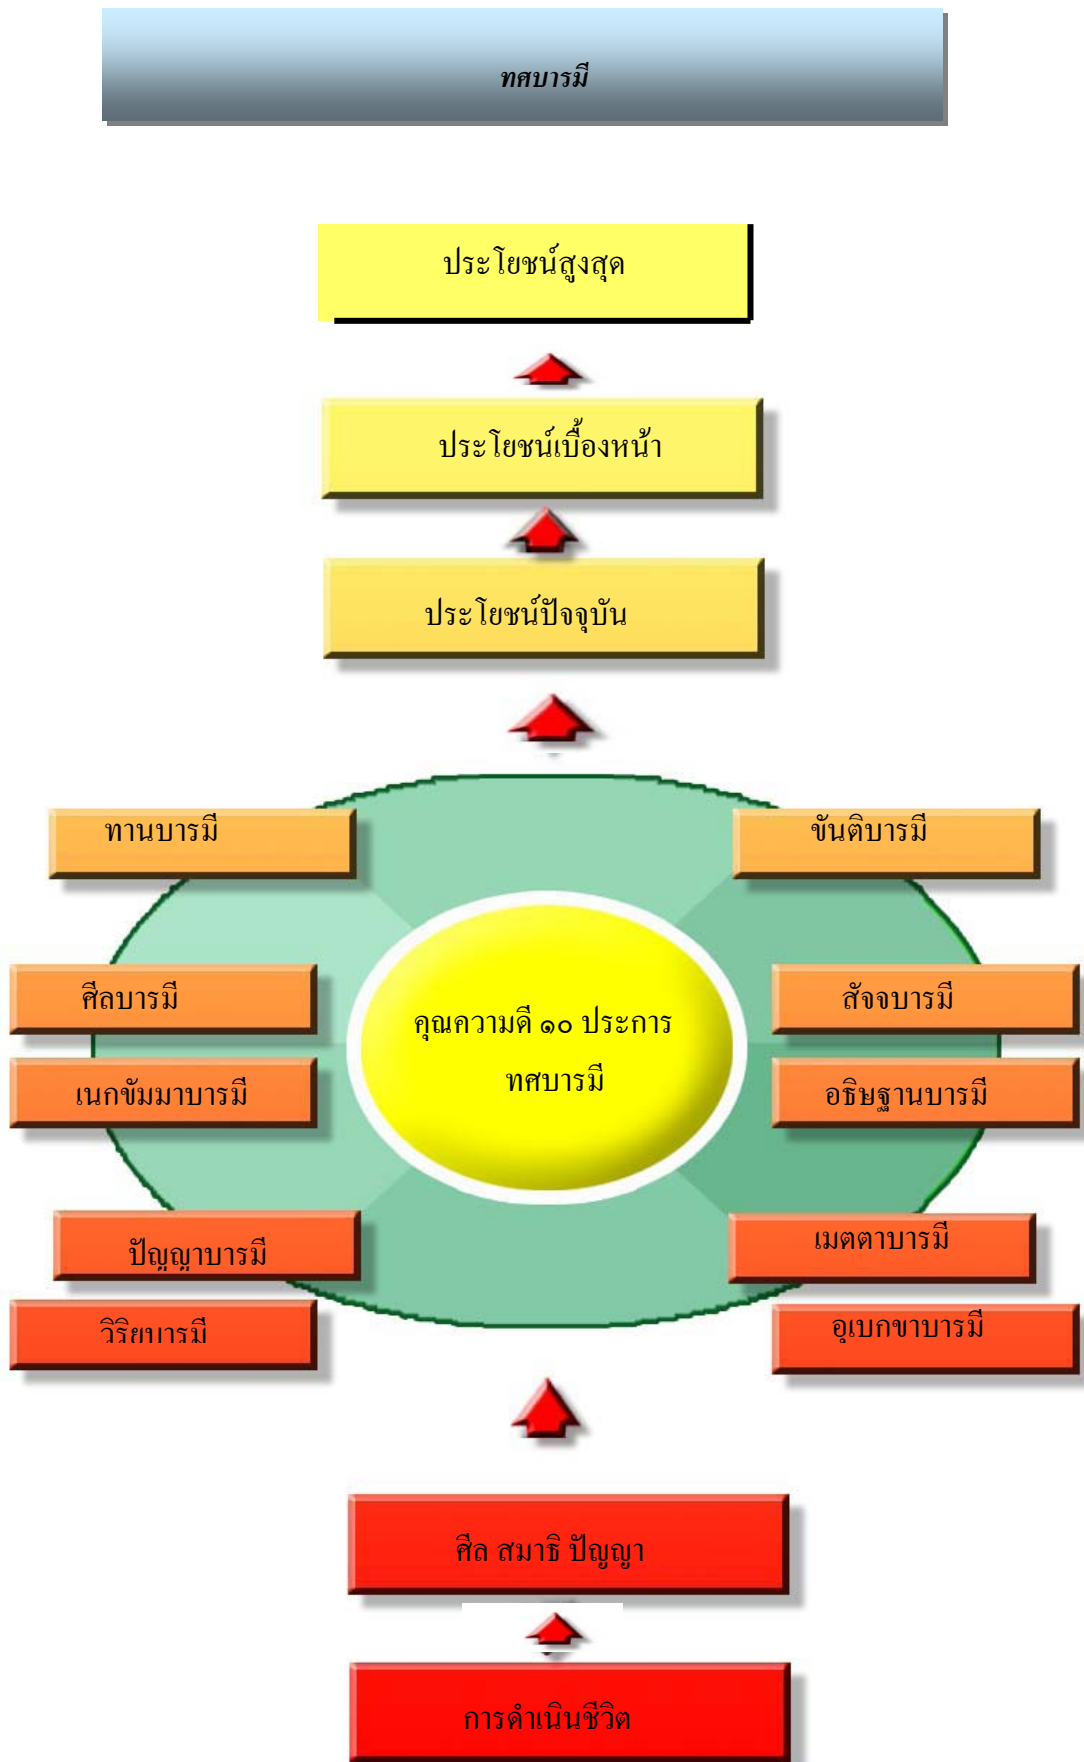 ทศบารมี
ประโยชน์สูงสุด
ประโยชน์เบื้องหน้า
ประโยชน์ปัจจุบัน
ทานบารมี
ขันติบารมี
ศีลบารมี
สัจจบารมี
คุณความดี ๑๐ ประการ
ทศบารมี
เนกขัมมาบารมี
อธิษฐานบารมี
ปัญญาบารมี
เมตตาบารมี
วิริยบารมี
อุเบกขาบารมี
ศีล สมาธิ ปัญญา
การดำเนินชีวิต